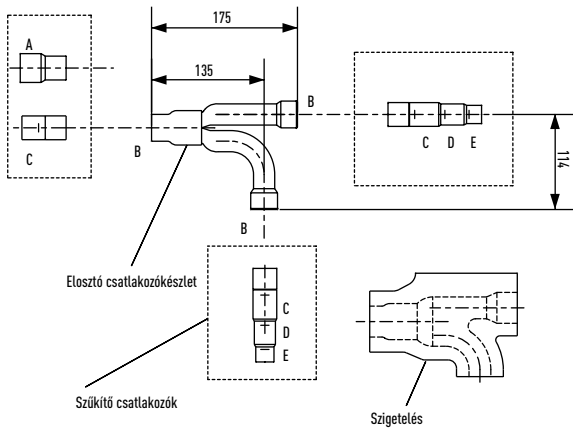 175
A
135
B
C
B
C D E
114
B
Elosztó csatlakozókészlet
C
D
E
Szűkítő csatlakozók
Szigetelés